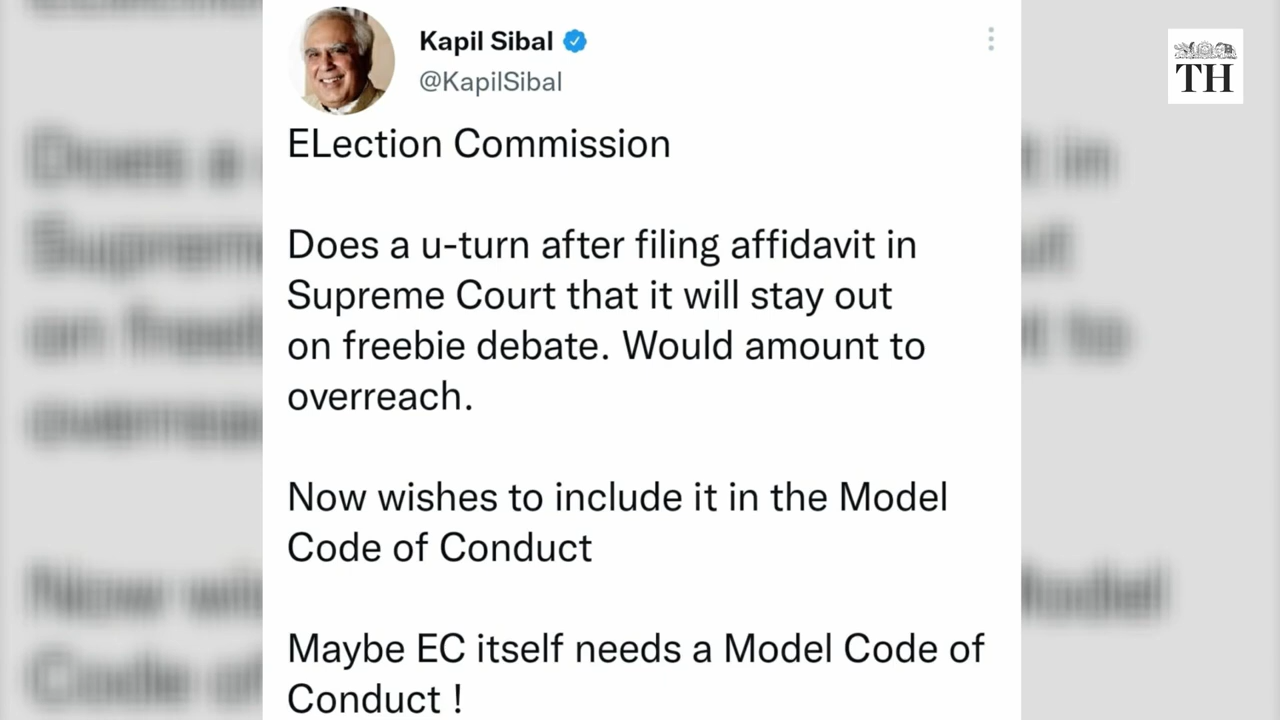 Kapil Sibal
@KapilSibal
TH
ELection Commission
Does a u-turn after filing affidavit in
Supreme Court that it will stay out
on freebie debate. Would amount to
overreach.
Now wishes to include it in the Model
Code of Conduct
Maybe EC itself needs a Model Code of
Conduct !